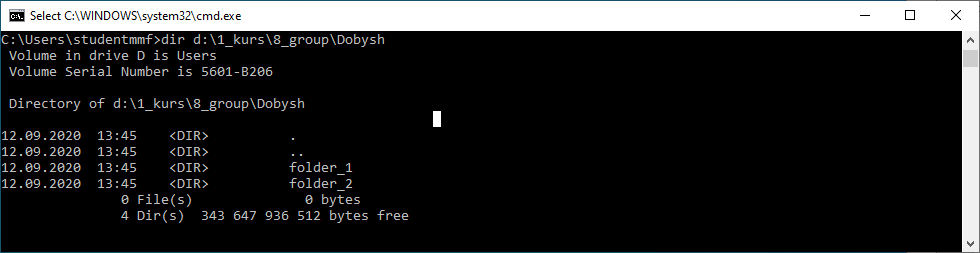 Select C:\WINDOWS\system32\cmd.exe
C:\Users\studentmmf>dir d:\1_kurs\8_group\Dobysh
Volume in drive D is Users
Volume Serial Number is 5601-B206
Directory of d:\1_kurs\8_group\Dobysh
12.09.2020  13:45    <DIR>          .
12.09.2020  13:45    <DIR>          ..
12.09.2020  13:45    <DIR>          folder_1
12.09.2020  13:45    <DIR>          folder_2
0 File(s)              0 bytes
4 Dir(s)  343 647 936 512 bytes free